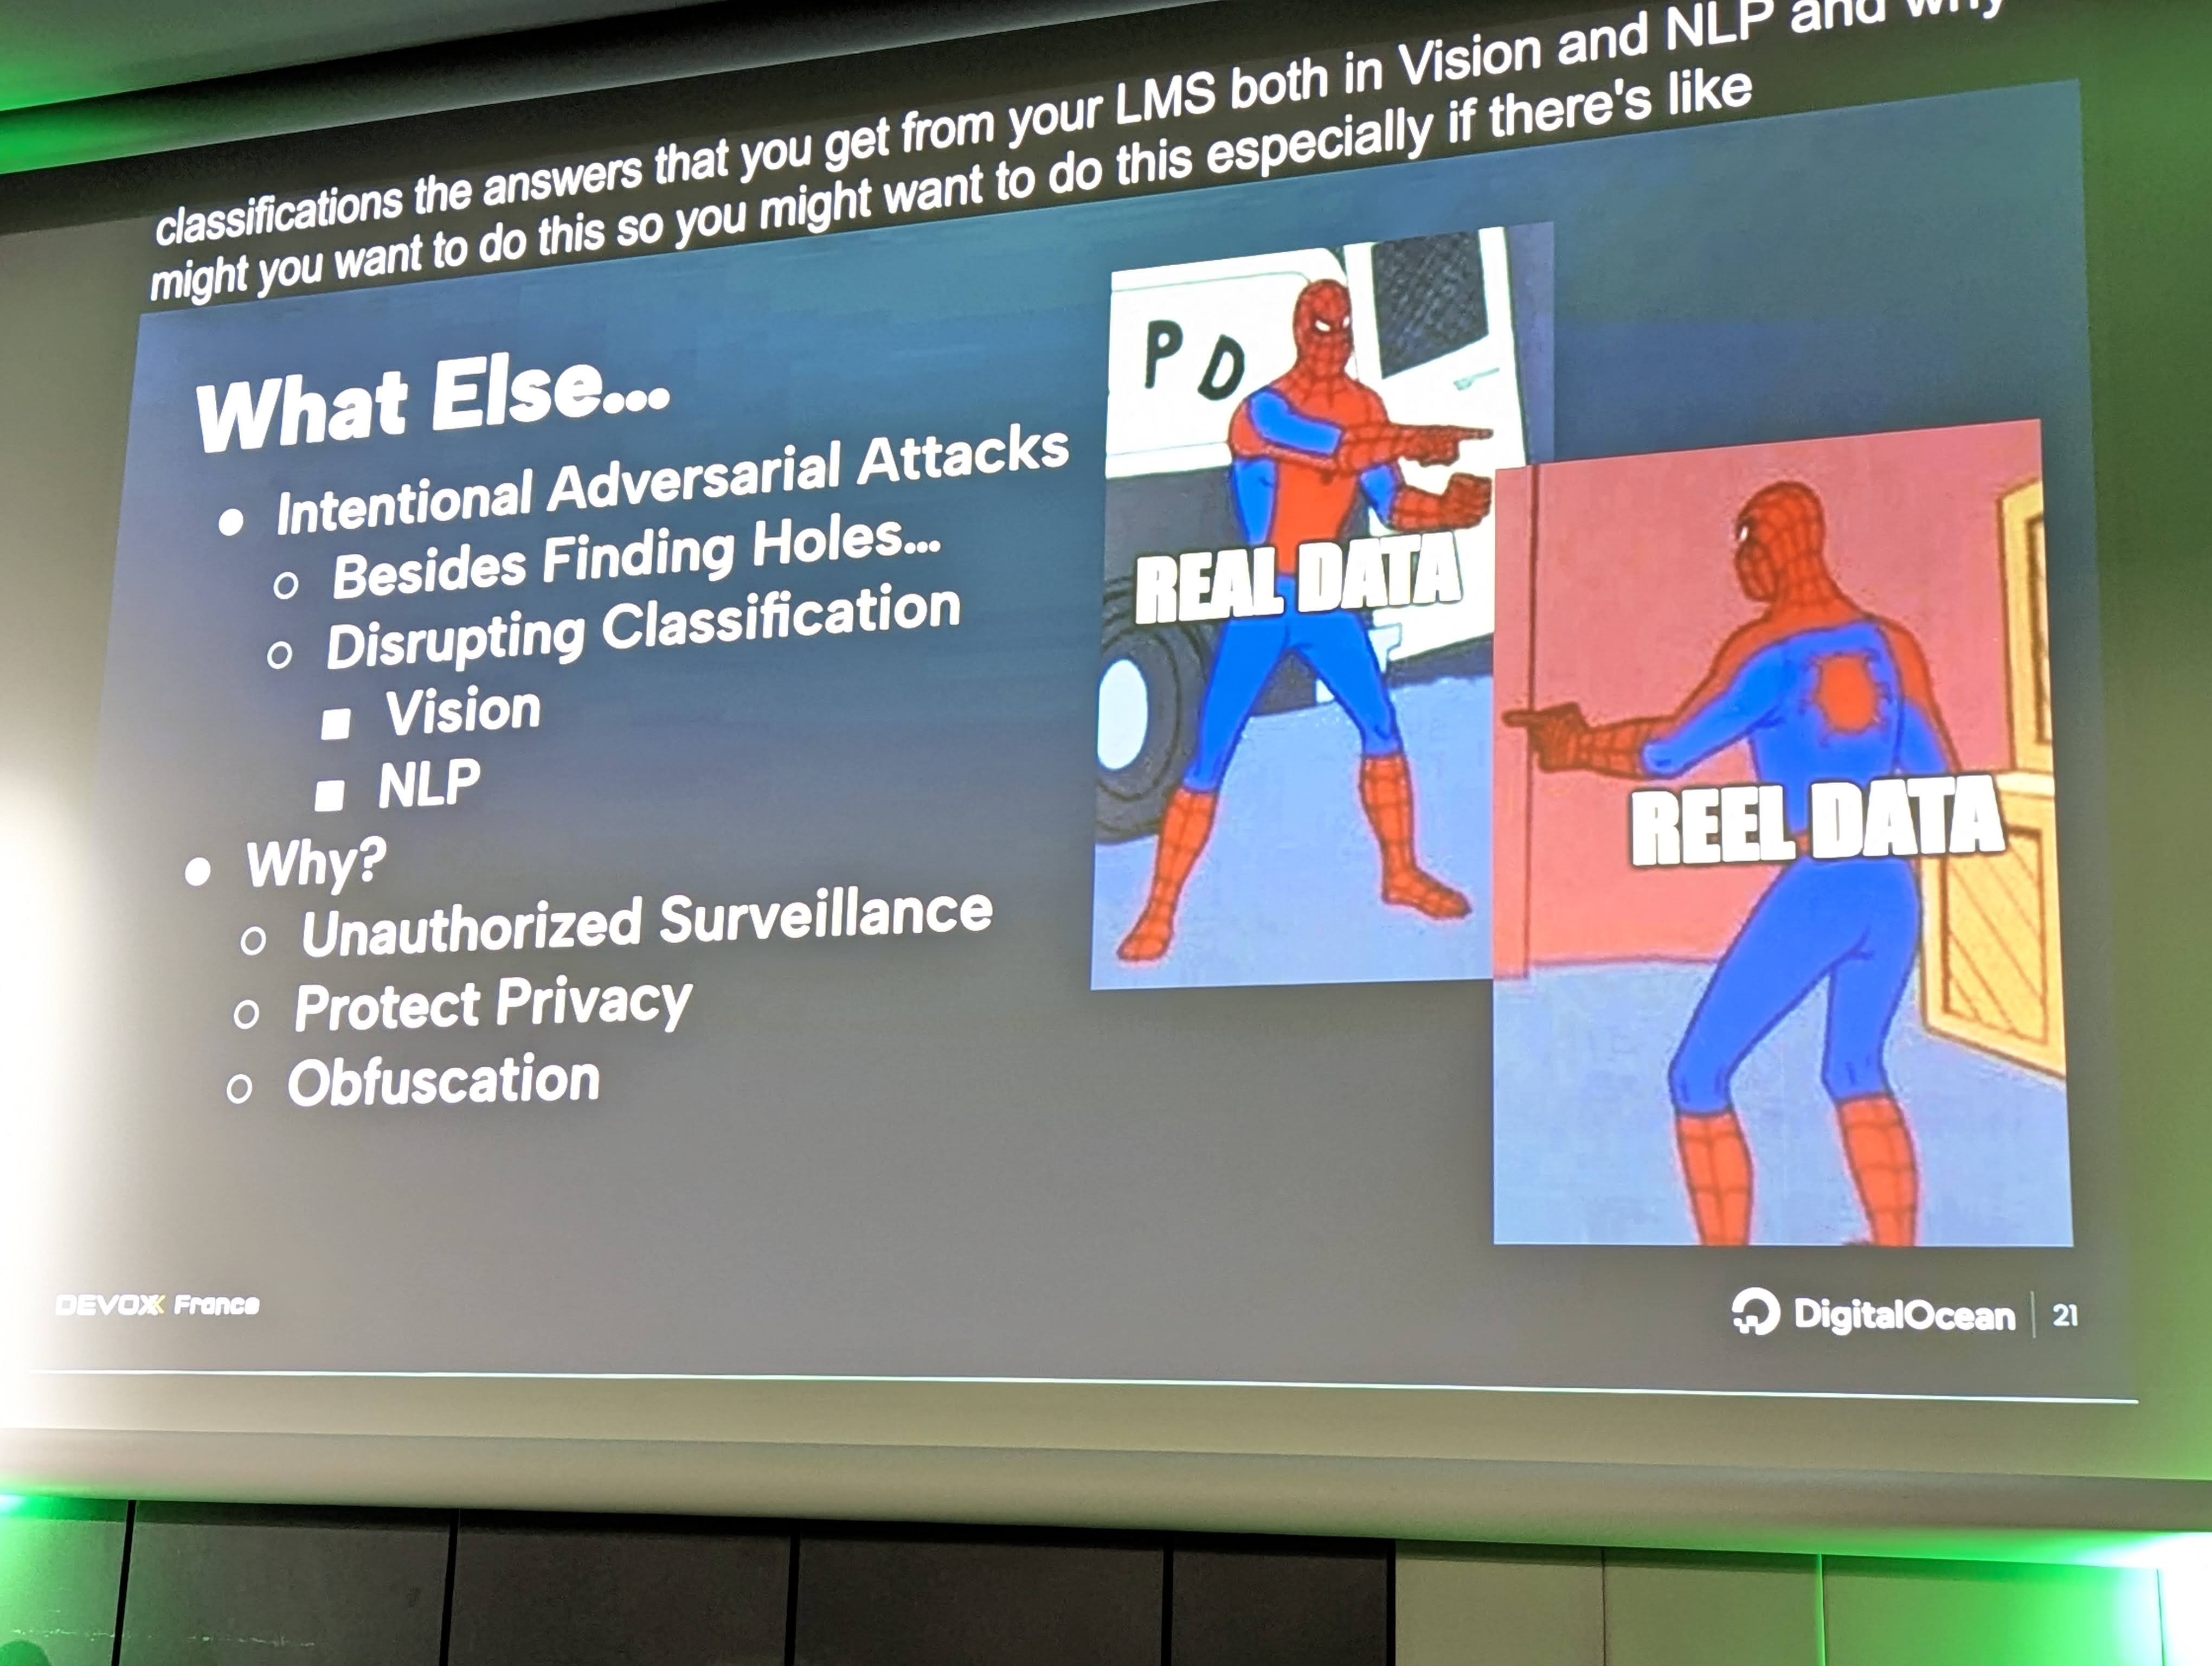 classifications the answers that you get from your LMS both in Vision and NLP and why
might you want to do this so you might want to do this especially if there's like
What Else...
● Intentional Adversarial Attacks
○ Besides Finding Holes...
○ Disrupting Classification
■ Vision
■ NLP
● Why?
○ Unauthorized Surveillance
○ Protect Privacy
○ Obfuscation
P D
REAL DATA
REEL DATA
DEVOXX France
DigitalOcean | 21